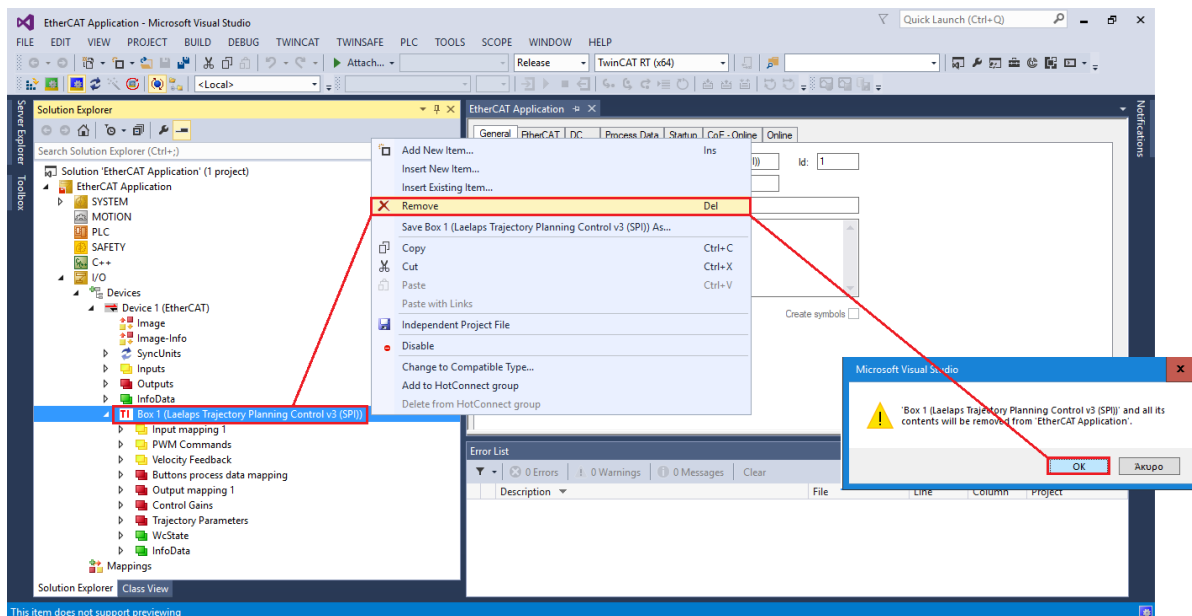 EtherCAT Application - Microsoft Visual Studio
Quick Launch (Ctrl+Q)
FILE EDIT VIEW PROJECT BUILD DEBUG TWINCAT TWINSAFE PLC TOOLS SCOPE WINDOW HELP
Attach... Release TwinCAT RT (x64)
<Local>
Server Explorer
Toolbox
Solution Explorer
Search Solution Explorer (Ctrl+;)
Solution 'EtherCAT Application' (1 project)
EtherCAT Application
SYSTEM
MOTION
PLC
SAFETY
C++
I/O
Devices
Device 1 (EtherCAT)
Image
Image-Info
SyncUnits
Inputs
Outputs
InfoData
TI Box 1 (Laelaps Trajectory Planning Control v3 (SPI))
Input mapping 1
PWM Commands
Velocity Feedback
Buttons process data mapping
Output mapping 1
Control Gains
Trajectory Parameters
WcState
InfoData
Mappings
Solution Explorer Class View
This item does not support previewing
EtherCAT Application
General EtherCAT DC Process Data Startup CoE - Online Online
Id: 1
Create symbols
Add New Item... Ins
Insert New Item...
Insert Existing Item...
Remove Del
Save Box 1 (Laelaps Trajectory Planning Control v3 (SPI)) As...
Copy Ctrl+C
Cut Ctrl+X
Paste Ctrl+V
Paste with Links
Independent Project File
Disable
Change to Compatible Type...
Add to HotConnect group
Delete from HotConnect group
Error List
0 Errors 0 Warnings 0 Messages Clear
Description File Line Column Project
Notifications
Microsoft Visual Studio
'Box 1 (Laelaps Trajectory Planning Control v3 (SPI))' and all its
contents will be removed from 'EtherCAT Application'.
OK Άκυρο